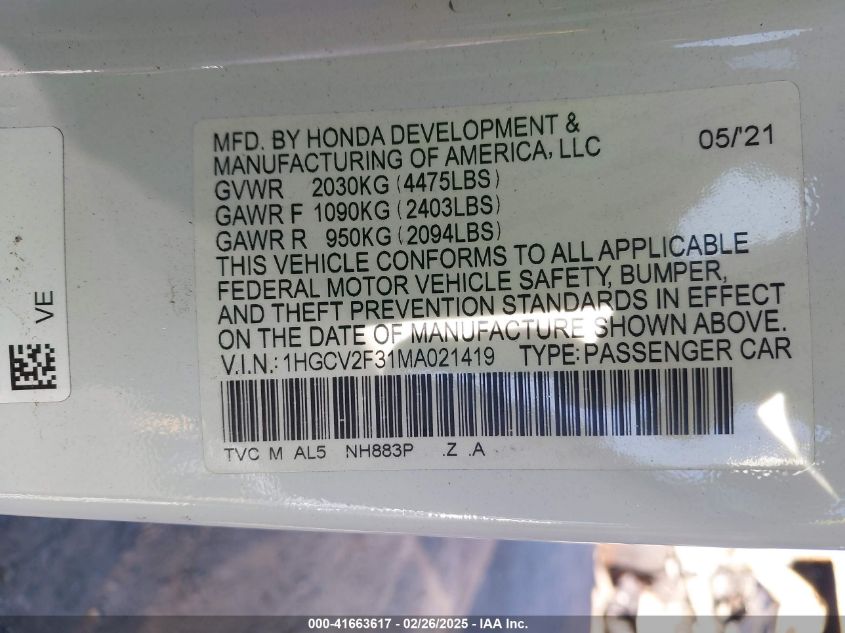 MFD. BY HONDA DEVELOPMENT &
MANUFACTURING OF AMERICA, LLC
05/'21
GVWR 2030KG (4475LBS)
GAWR F 1090KG (2403LBS)
GAWR R 950KG (2094LBS)
THIS VEHICLE CONFORMS TO ALL APPLICABLE
FEDERAL MOTOR VEHICLE SAFETY, BUMPER,
AND THEFT PREVENTION STANDARDS IN EFFECT
ON THE DATE OF MANUFACTURE SHOWN ABOVE.
V.I.N.: 1HGCV2F31MA021419 TYPE: PASSENGER CAR
TVC M AL5 NH883P .Z .A
VE
000-41663617 - 02/26/2025 - IAA Inc.